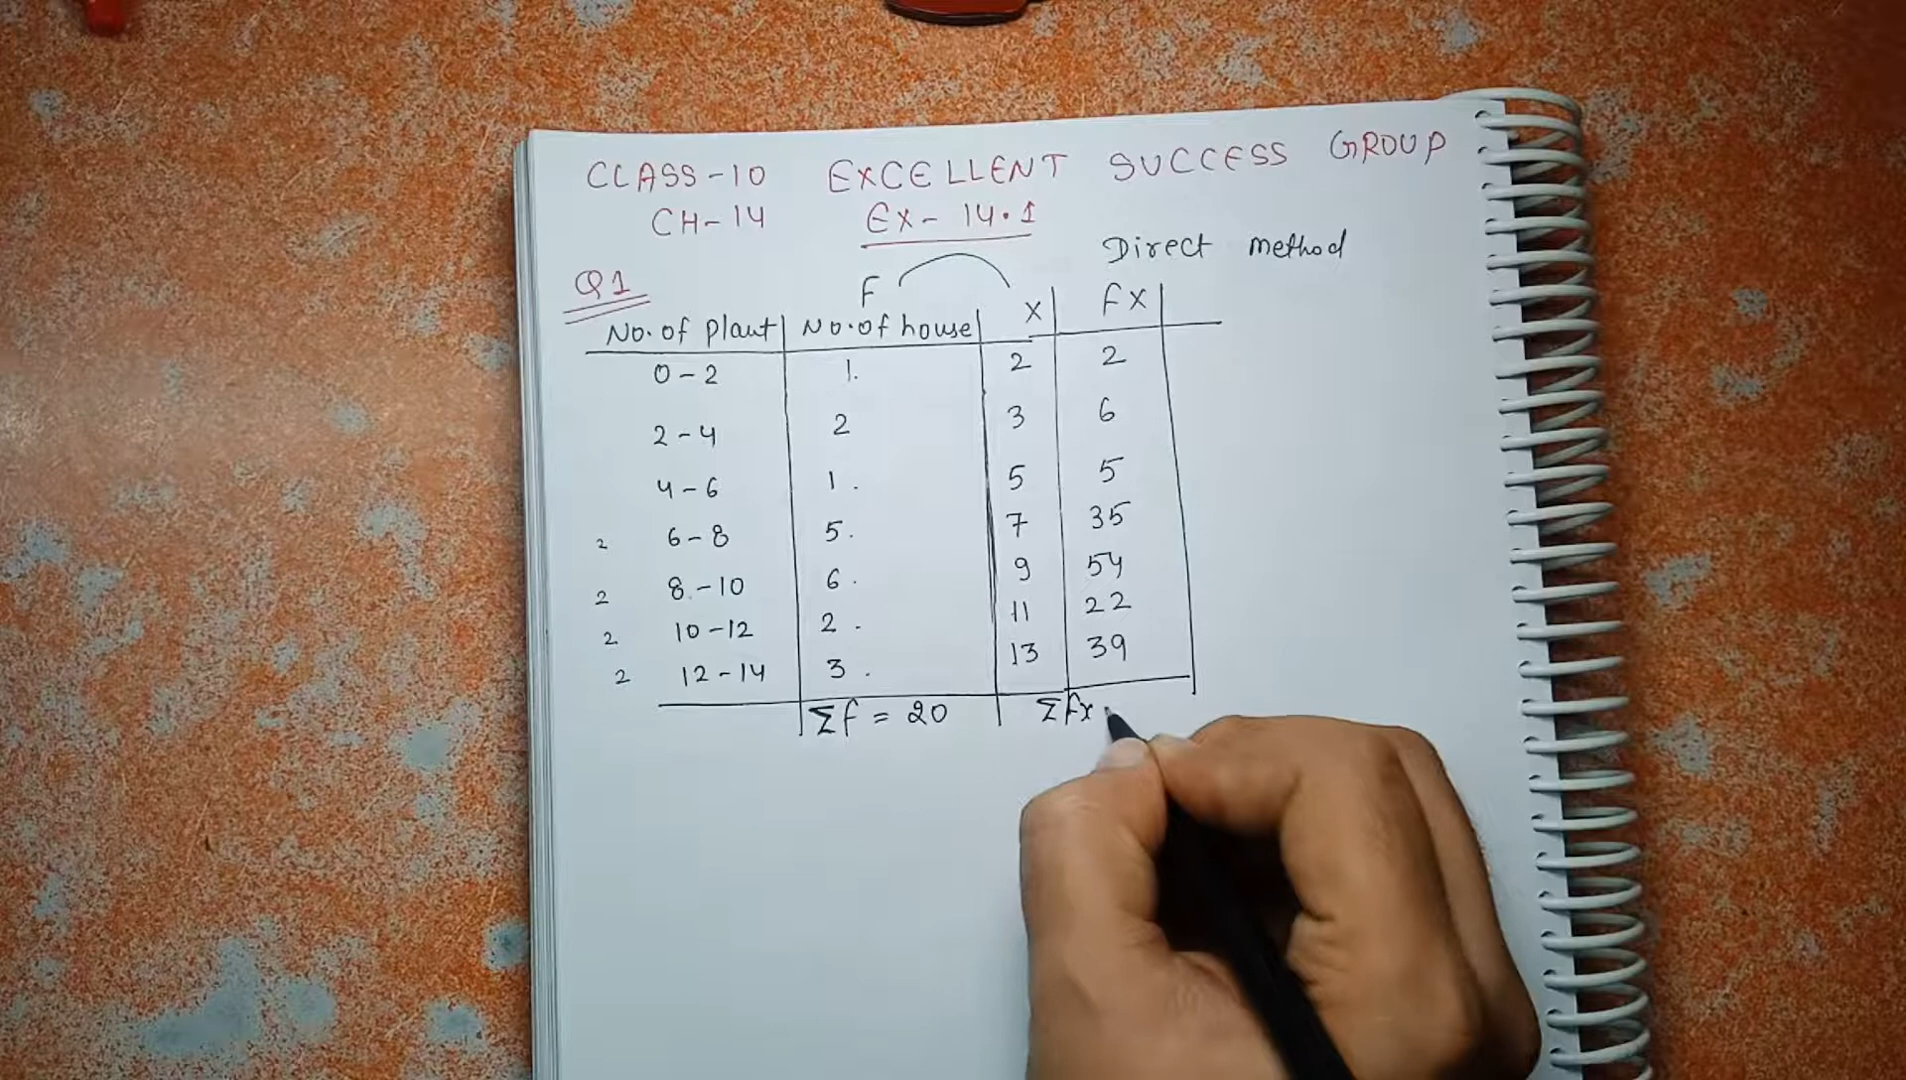 CLASS-10 EXCELLENT SUCCESS GROUP
CH-14 EX-14.1
Direct method
Q1
F
No. of plant No. of house X FX
0-2 1. 2 2
2-4 2 3 6
4-6 1. 5 5
2 6-8 5. 7 35
2 8.-10 6. 9 54
2 10-12 2. 11 22
2 12-14 3. 13 39
Σf = 20 Σfx